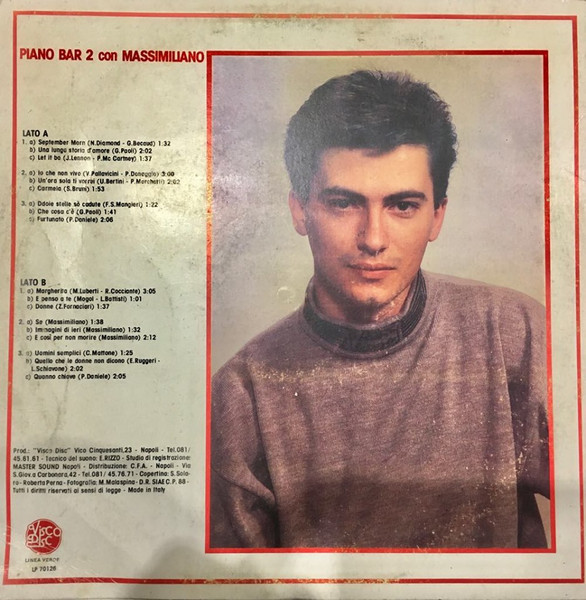 PIANO BAR 2 con MASSIMILIANO
LATO A
1. a) September Morn (N.Diamond - G.Becaud) 1:32
b) Una lunga storia d'amore (G.Paoli) 2:02
c) Let it be (J.Leanon - P.Mc Cartney) 1:37
2. a) Io che non vivo (V.Pallavicini - P.Donaggio) 3:00
b) Un'ora sola ti vorrei (U.Bertini - P.Marchetti) 2:02
c) Carmela (S.Bruni) 1:53
3. a) Ddoie stelle sò cadute (F.S.Mangieri) 1:22
b) Che cosa c'è (G.Paoli) 1:41
c) Furtunato (P.Daniele) 2:06
LATO B
1. a) Margherita (M.Luberti - R.Cocciante) 3:05
b) E penso a te (Mogol - L.Battisti) 1:01
c) Donne (Z.Fornaciari) 1:37
2. a) Se (Massimiliano) 1:38
b) Immagini di ieri (Massimiliano) 1:32
c) E così per non morire (Massimiliano) 2:12
3. a) Uomini semplici (C.Mattone) 1:25
b) Quello che le donne non dicono (E.Ruggeri -
L.Schiavone) 2:02
c) Quanno chiove (P.Daniele) 2:05
Prod.: "Visco Disc" Vico Cinquesanti,23 - Napoli - Tel.081/
45.61.61 - Tecnico del suono: E.RIZZO - Studio di registrazione:
MASTER SOUND Napoli - Distribuzione: C.F.A. - Napoli - Via
S.Giov.a Carbonara,42 - Tel.081/ 45.76.71 - Copertina: S. Sola-
ro-Roberta Perna - Fotografia: M.Malaspina - D.R. SIAE C.P. 88 -
Tutti i diritti riservati ai sensi di legge - Made in Italy
VISCO
DISC
LINEA VERDE
LP 70128